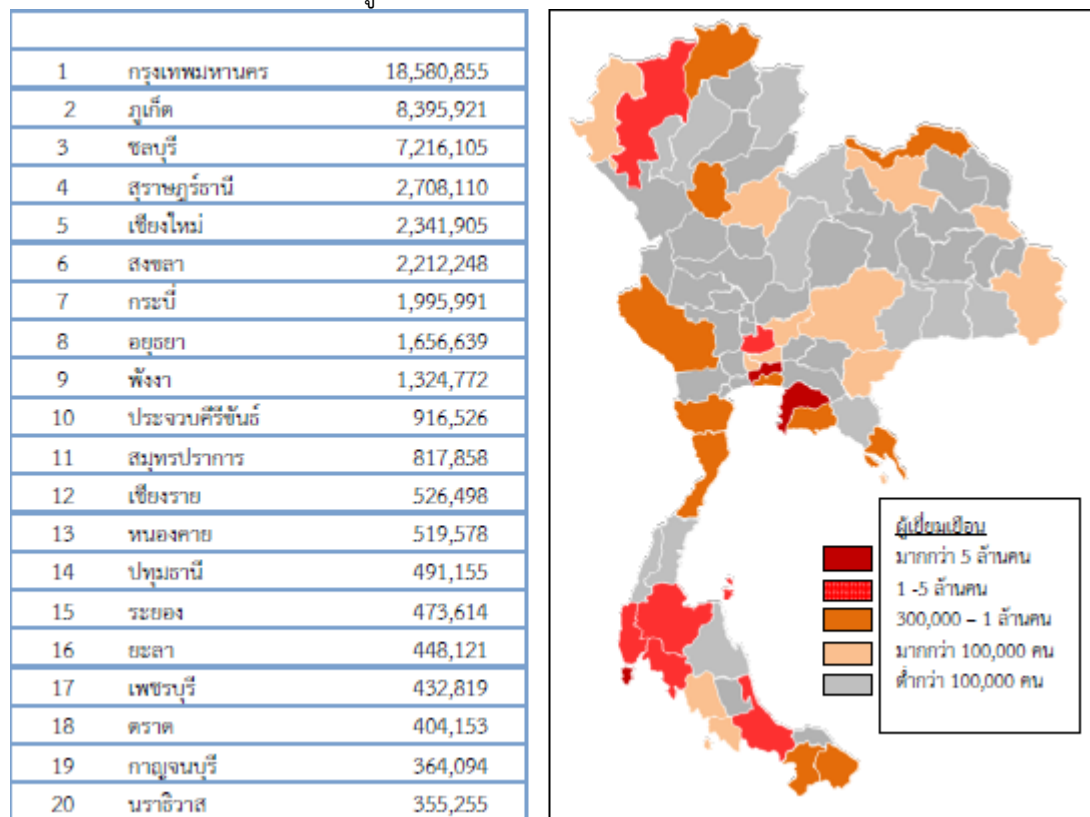 1 กรุงเทพมหานคร 18,580,855
2 ภูเก็ต 8,395,921
3 ชลบุรี 7,216,105
4 สุราษฎร์ธานี 2,708,110
5 เชียงใหม่ 2,341,905
6 สงขลา 2,212,248
7 กระบี่ 1,995,991
8 อยุธยา 1,656,639
9 พังงา 1,324,772
10 ประจวบคีรีขันธ์ 916,526
11 สมุทรปราการ 817,858
12 เชียงราย 526,498
13 หนองคาย 519,578
14 ปทุมธานี 491,155
15 ระยอง 473,614
16 ยะลา 448,121
17 เพชรบุรี 432,819
18 ตราด 404,153
19 กาญจนบุรี 364,094
20 นราธิวาส 355,255
ผู้เยี่ยมเยือน
มากกว่า 5 ล้านคน
1 -5 ล้านคน
300,000 – 1 ล้านคน
มากกว่า 100,000 คน
ต่ำกว่า 100,000 คน